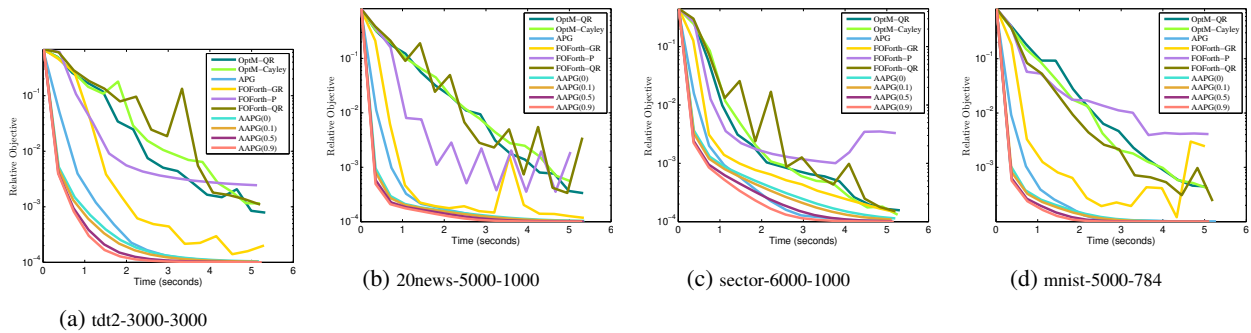 Relative Objective
10⁻¹
10⁻²
10⁻³
10⁻⁴
0 1 2 3 4 5 6
Time (seconds)
OptM−QR
OptM−Cayley
APG
FOForth−GR
FOForth−P
FOForth−QR
AAPG(0)
AAPG(0.1)
AAPG(0.5)
AAPG(0.9)
(a) tdt2-3000-3000
Relative Objective
10⁻¹
10⁻²
10⁻³
10⁻⁴
0 1 2 3 4 5 6
Time (seconds)
OptM−QR
OptM−Cayley
APG
FOForth−GR
FOForth−P
FOForth−QR
AAPG(0)
AAPG(0.1)
AAPG(0.5)
AAPG(0.9)
(b) 20news-5000-1000
Relative Objective
10⁻¹
10⁻²
10⁻³
10⁻⁴
0 1 2 3 4 5 6
Time (seconds)
OptM−QR
OptM−Cayley
APG
FOForth−GR
FOForth−P
FOForth−QR
AAPG(0)
AAPG(0.1)
AAPG(0.5)
AAPG(0.9)
(c) sector-6000-1000
Relative Objective
10⁻¹
10⁻²
10⁻³
10⁻⁴
0 1 2 3 4 5 6
Time (seconds)
OptM−QR
OptM−Cayley
APG
FOForth−GR
FOForth−P
FOForth−QR
AAPG(0)
AAPG(0.1)
AAPG(0.5)
AAPG(0.9)
(d) mnist-5000-784